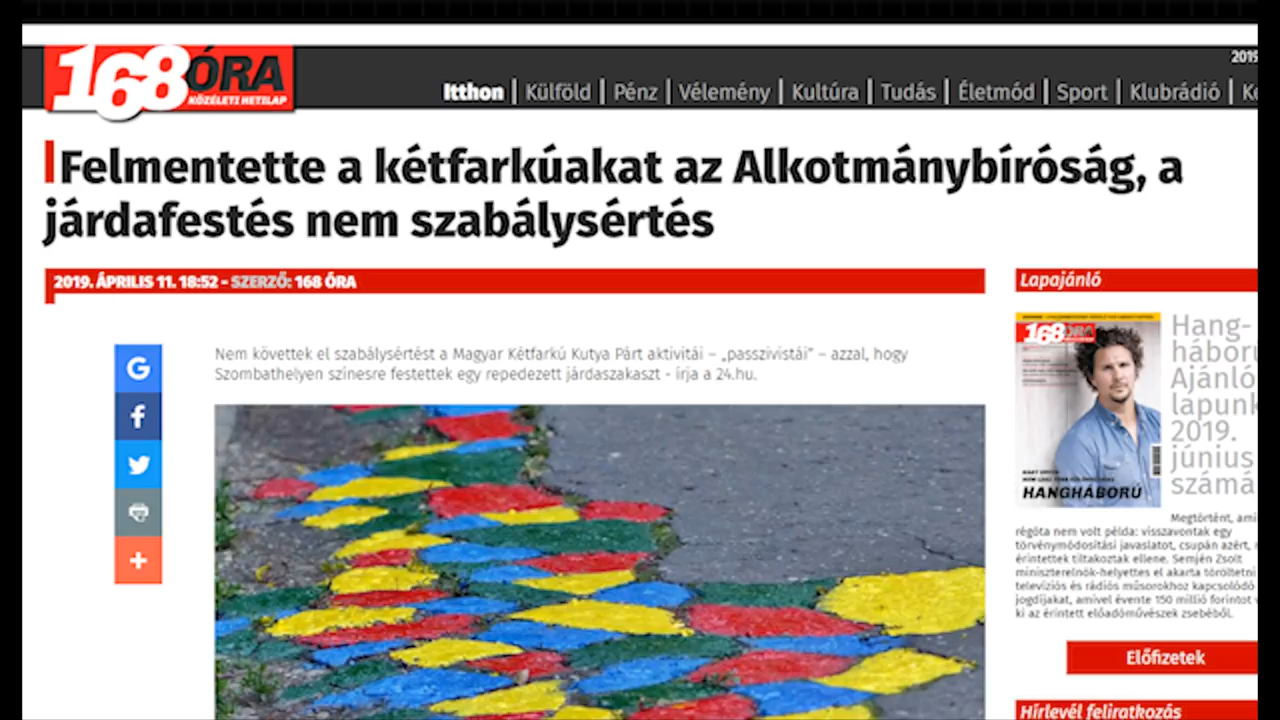 168 ÓRA
KÖZÉLETI HETILAP
2019
Itthon | Külföld | Pénz | Vélemény | Kultúra | Tudás | Életmód | Sport | Klubrádió |
Felmentette a kétfarkúakat az Alkotmánybíróság, a
járdafestés nem szabálysértés
2019. ÁPRILIS 11. 18:52 - SZERZŐ: 168 ÓRA
Nem követtek el szabálysértést a Magyar Kétfarkú Kutya Párt aktivitái – „passzivistái” – azzal, hogy
Szombathelyen színesre festettek egy repedezett járdaszakaszt - írja a 24.hu.
Lapajánló
168 ÓRA
HANGHÁBORÚ
Hang-
hábor
Ajánló
lapunk
2019.
június
számá
Megtörtént, ami
régóta nem volt példa: visszavontak egy
törvénymódosítási javaslatot, csupán azért,
érintettek tiltakoztak ellene. Semjén Zsolt
miniszterelnök-helyettes el akarta töröltetni
televíziós és rádiós műsorokhoz kapcsolódó
jogdíjakat, amivel évente 150 millió forintot
ki az érintett előadóművészek zsebéből.
Előfizetek
Hírlevél feliratkozás